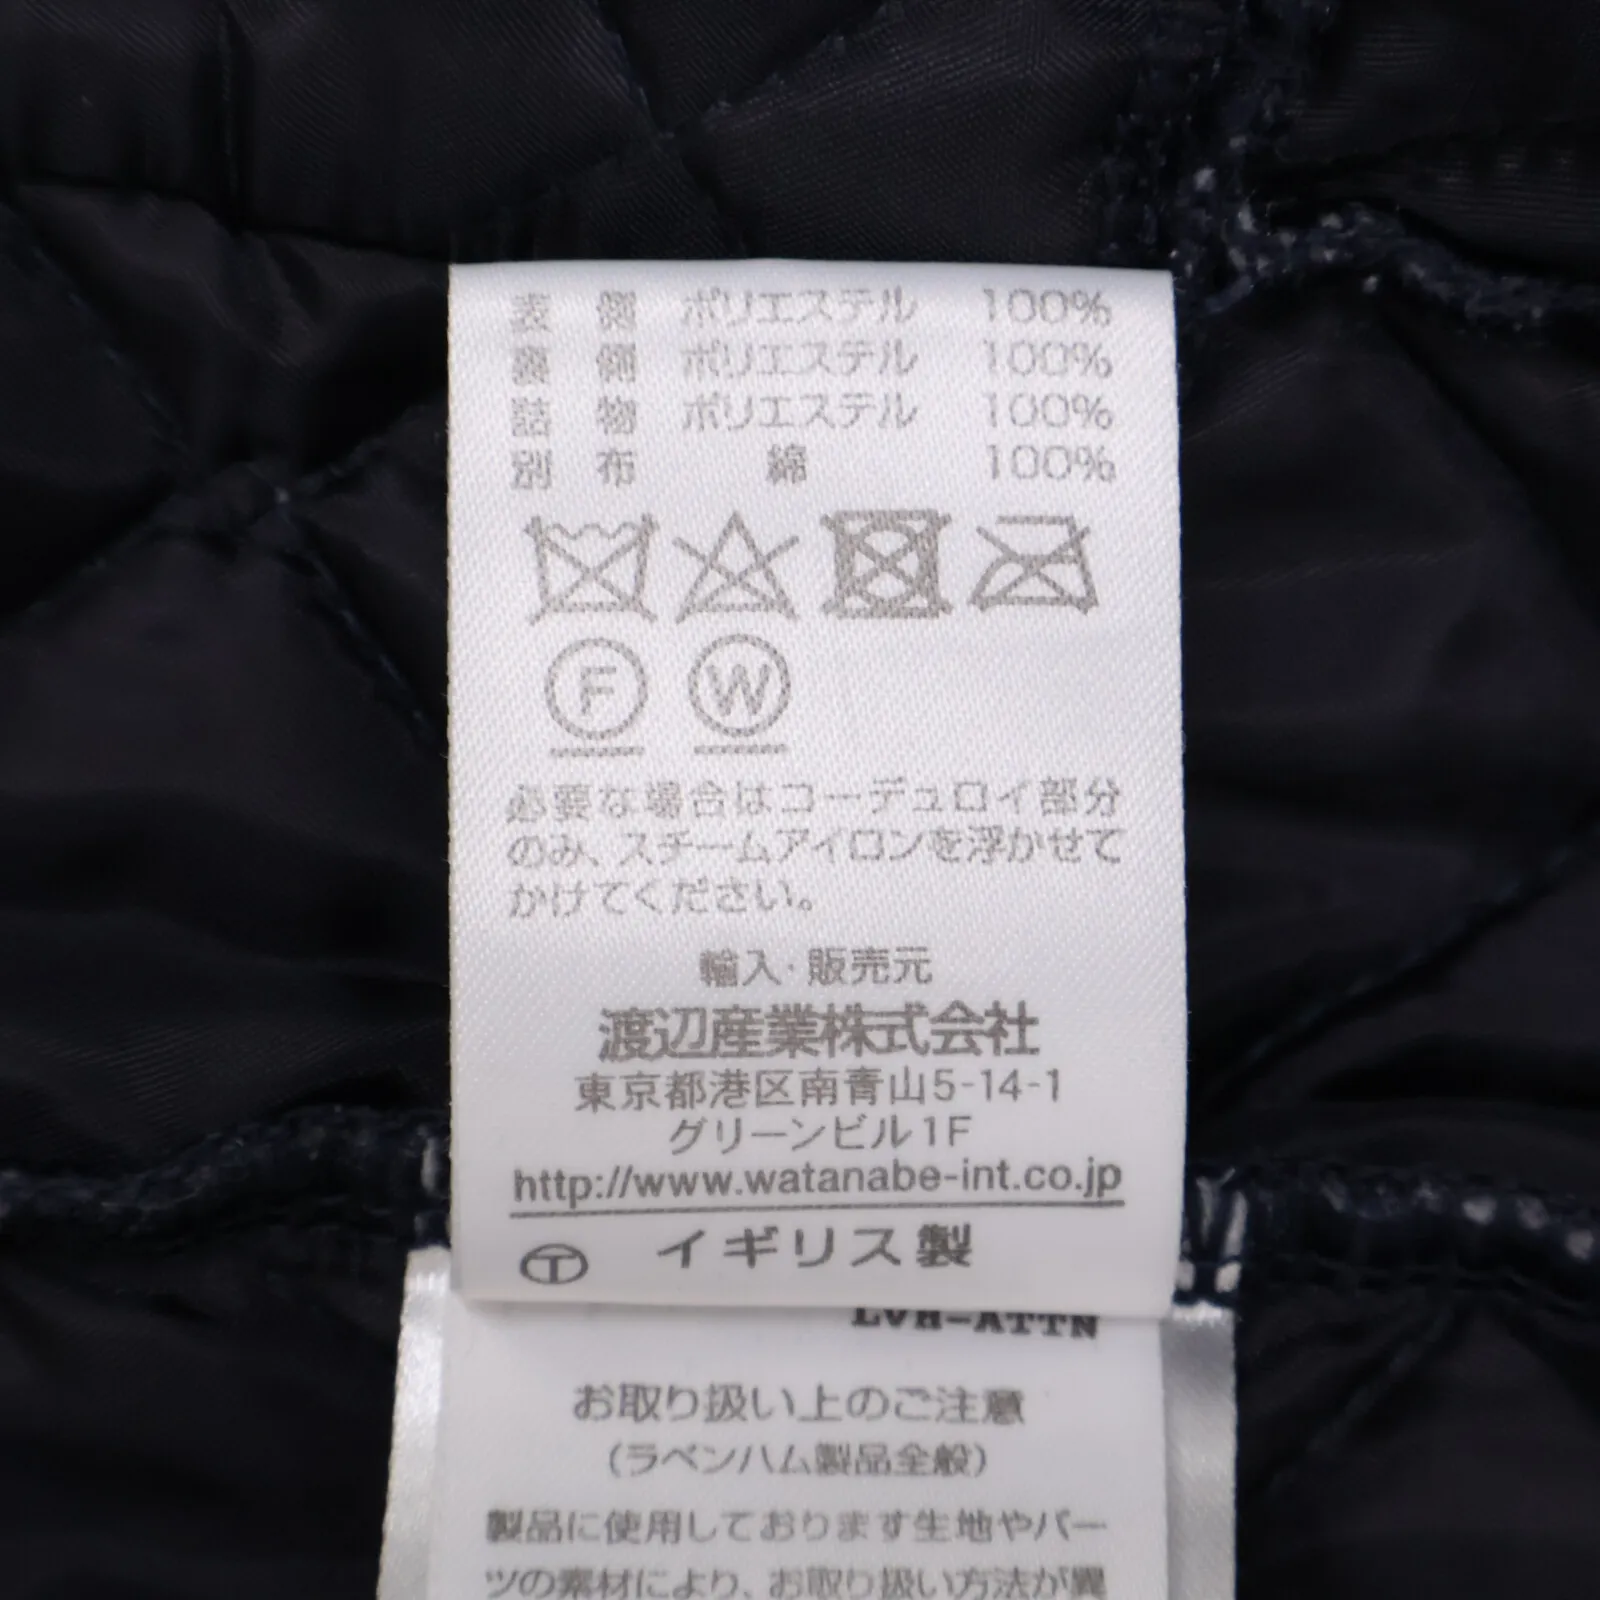 表 側 ポリエステル 100%
裏 側 ポリエステル 100%
詰 物 ポリエステル 100%
別 布 綿 100%
F W
必要な場合はコーデュロイ部分
のみ、スチームアイロンを浮かせて
かけてください。
輸入・販売元
渡辺産業株式会社
東京都港区南青山5-14-1
グリーンビル1F
http://www.watanabe-int.co.jp
イギリス製
LVH-ATTN
お取り扱い上のご注意
(ラベンハム製品全般)
製品に使用しております生地やパー
ツの素材により、お取り扱い方法が異